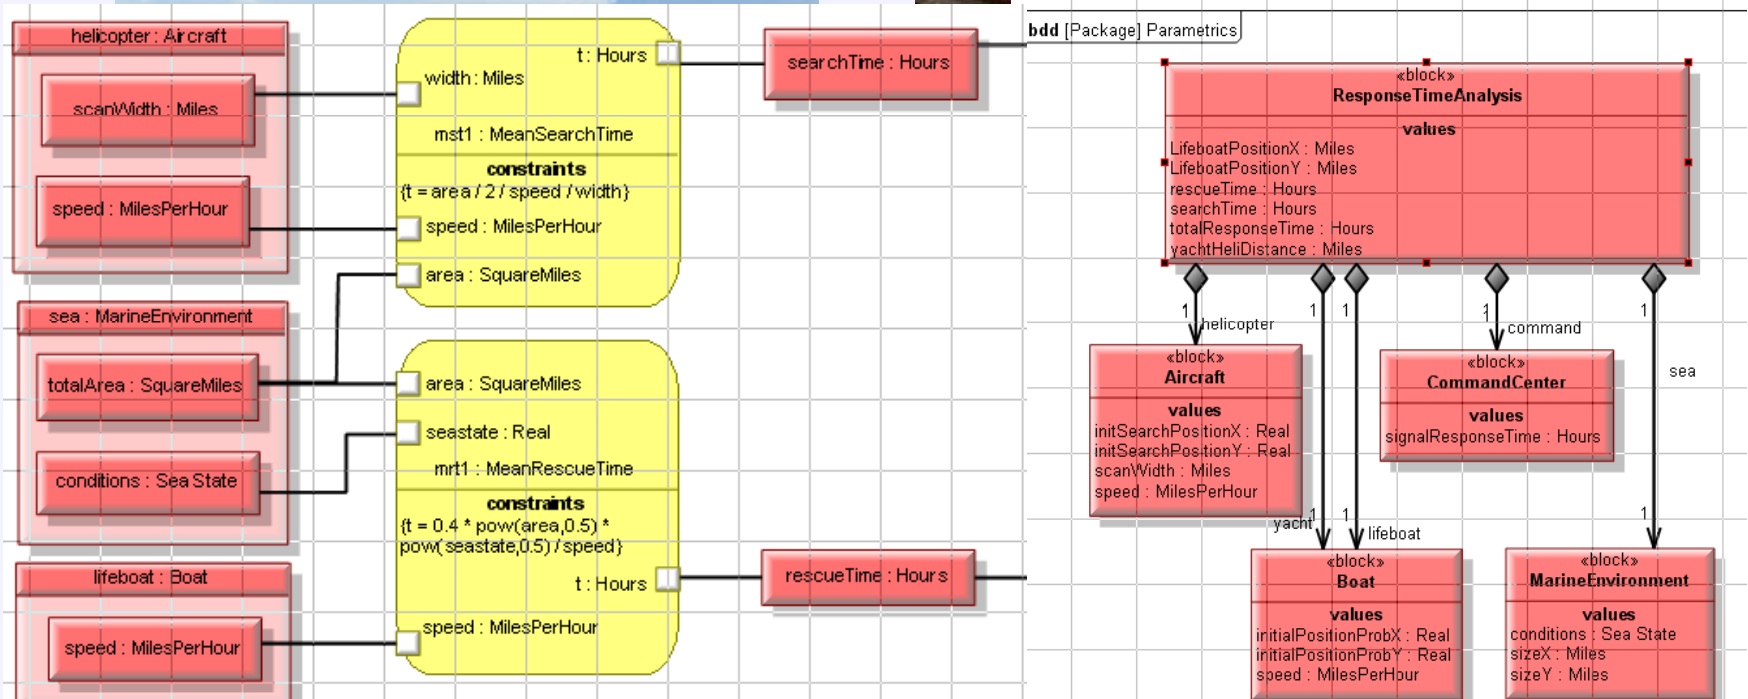 helicopter : Aircraft
scanWidth : Miles
speed : MilesPerHour
sea : MarineEnvironment
totalArea : SquareMiles
conditions : Sea State
lifeboat : Boat
speed : MilesPerHour
t : Hours
width : Miles
mst1 : MeanSearchTime
constraints
{t = area / 2 / speed / width}
speed : MilesPerHour
area : SquareMiles
area : SquareMiles
seastate : Real
mrt1 : MeanRescueTime
constraints
{t = 0.4 * pow(area,0.5) *
pow(seastate,0.5) / speed}
t : Hours
speed : MilesPerHour
searchTime : Hours
rescueTime : Hours
bdd [Package] Parametrics
«block»
ResponseTimeAnalysis
values
LifeboatPositionX : Miles
LifeboatPositionY : Miles
rescueTime : Hours
searchTime : Hours
totalResponseTime : Hours
yachtHeliDistance : Miles
1
1
1
1
1
helicopter
1
command
«block»
Aircraft
values
initSearchPositionX : Real
initSearchPositionY : Real
scanWidth : Miles
speed : MilesPerHour
«block»
CommandCenter
values
signalResponseTime : Hours
sea
1
yacht
1
lifeboat
1
«block»
Boat
values
initialPositionProbX : Real
initialPositionProbY : Real
speed : MilesPerHour
«block»
MarineEnvironment
values
conditions : Sea State
sizeX : Miles
sizeY : Miles